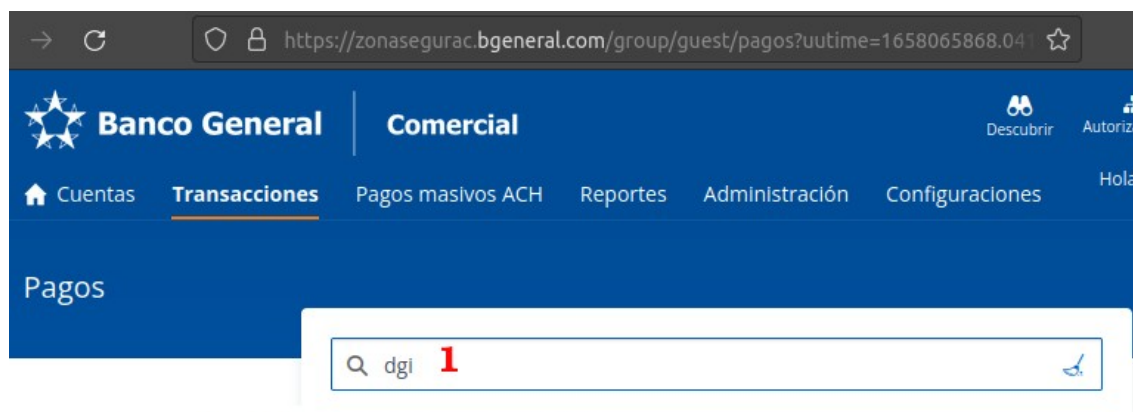 https://zonasegurac.bgeneral.com/group/guest/pagos?uutime=1658065868.041
Banco General Comercial
Descubrir
Cuentas Transacciones Pagos masivos ACH Reportes Administración Configuraciones
Pagos
dgi 1